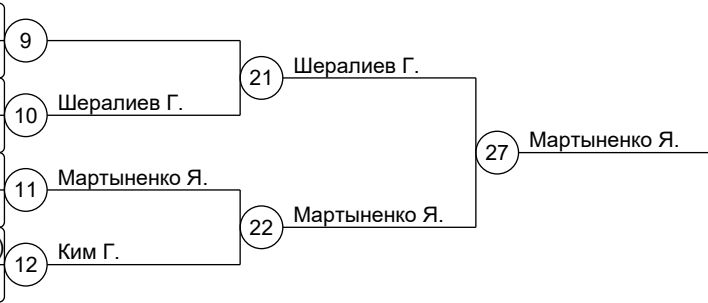 9
21 Шералиев Г.
10 Шералиев Г.
27 Мартыненко Я.
11 Мартыненко Я.
22 Мартыненко Я.
12 Ким Г.